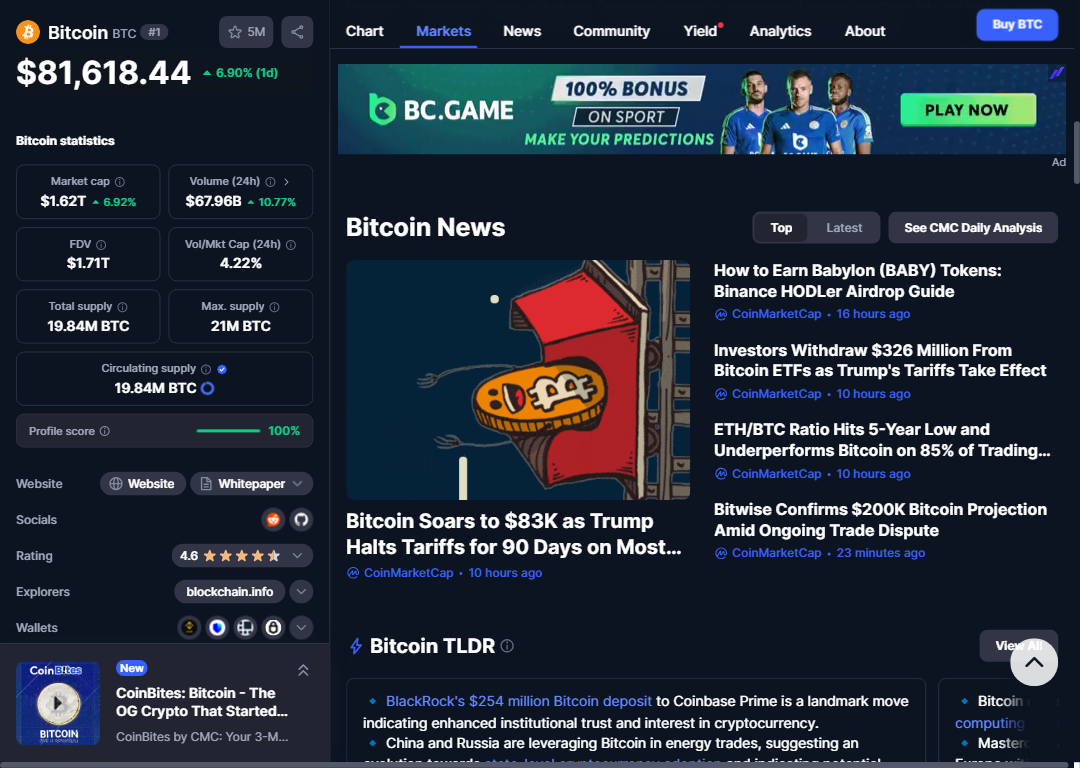 Bitcoin BTC #1
5M
$81,618.44 6.90% (1d)
Bitcoin statistics
Market cap
$1.62T 6.92%
Volume (24h)
$67.96B 10.77%
FDV
$1.71T
Vol/Mkt Cap (24h)
4.22%
Total supply
19.84M BTC
Max. supply
21M BTC
Circulating supply
19.84M BTC
Profile score 100%
Website Website Whitepaper
Socials
Rating 4.6
Explorers blockchain.info
Wallets
CoinBites
BITCOIN
New
CoinBites: Bitcoin - The
OG Crypto That Started...
CoinBites by CMC: Your 3-M...
Chart Markets News Community Yield Analytics About
Buy BTC
BC.GAME
100% BONUS
ON SPORT
MAKE YOUR PREDICTIONS
PLAY NOW
Ad
Bitcoin News
Top Latest
See CMC Daily Analysis
Bitcoin Soars to $83K as Trump
Halts Tariffs for 90 Days on Most...
CoinMarketCap • 10 hours ago
How to Earn Babylon (BABY) Tokens:
Binance HODLer Airdrop Guide
CoinMarketCap • 16 hours ago
Investors Withdraw $326 Million From
Bitcoin ETFs as Trump's Tariffs Take Effect
CoinMarketCap • 10 hours ago
ETH/BTC Ratio Hits 5-Year Low and
Underperforms Bitcoin on 85% of Trading...
CoinMarketCap • 10 hours ago
Bitwise Confirms $200K Bitcoin Projection
Amid Ongoing Trade Dispute
CoinMarketCap • 23 minutes ago
Bitcoin TLDR
View All
BlackRock's $254 million Bitcoin deposit to Coinbase Prime is a landmark move
indicating enhanced institutional trust and interest in cryptocurrency.
China and Russia are leveraging Bitcoin in energy trades, suggesting an
evolution towards state-level cryptocurrency adoption and indicating potential
Bitcoin
computing